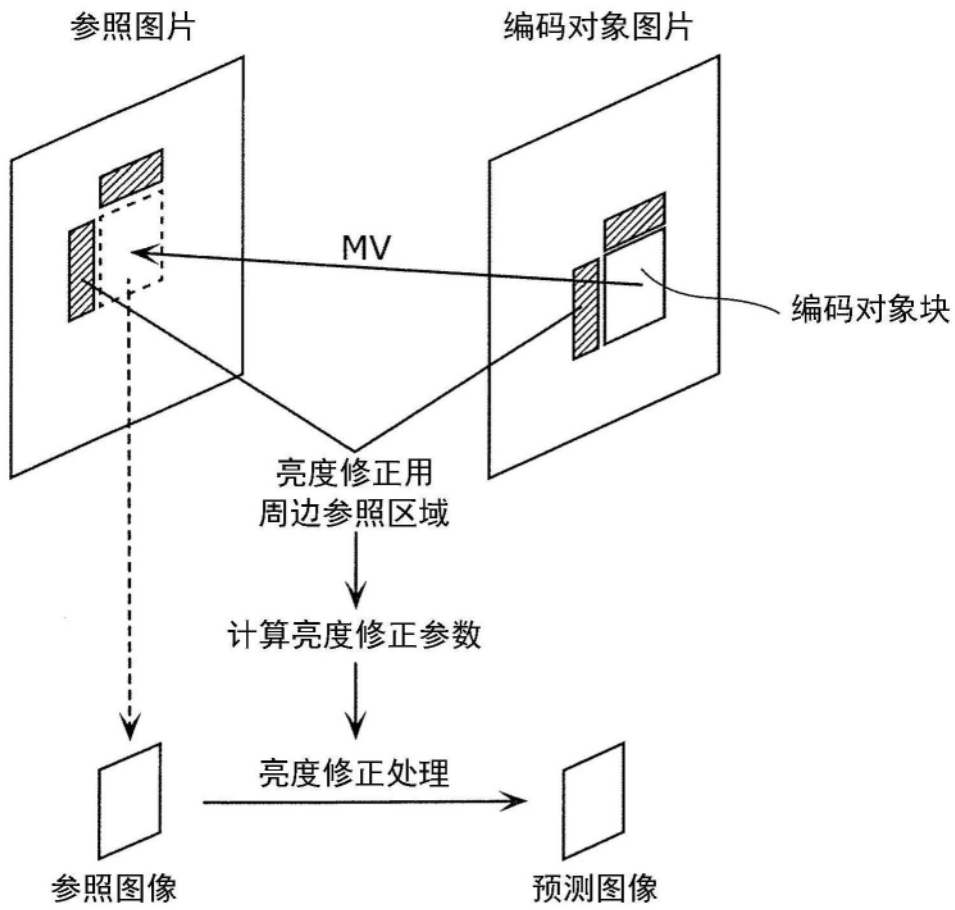 参照图片
编码对象图片
MV
编码对象块
亮度修正用
周边参照区域
计算亮度修正参数
亮度修正处理
参照图像
预测图像